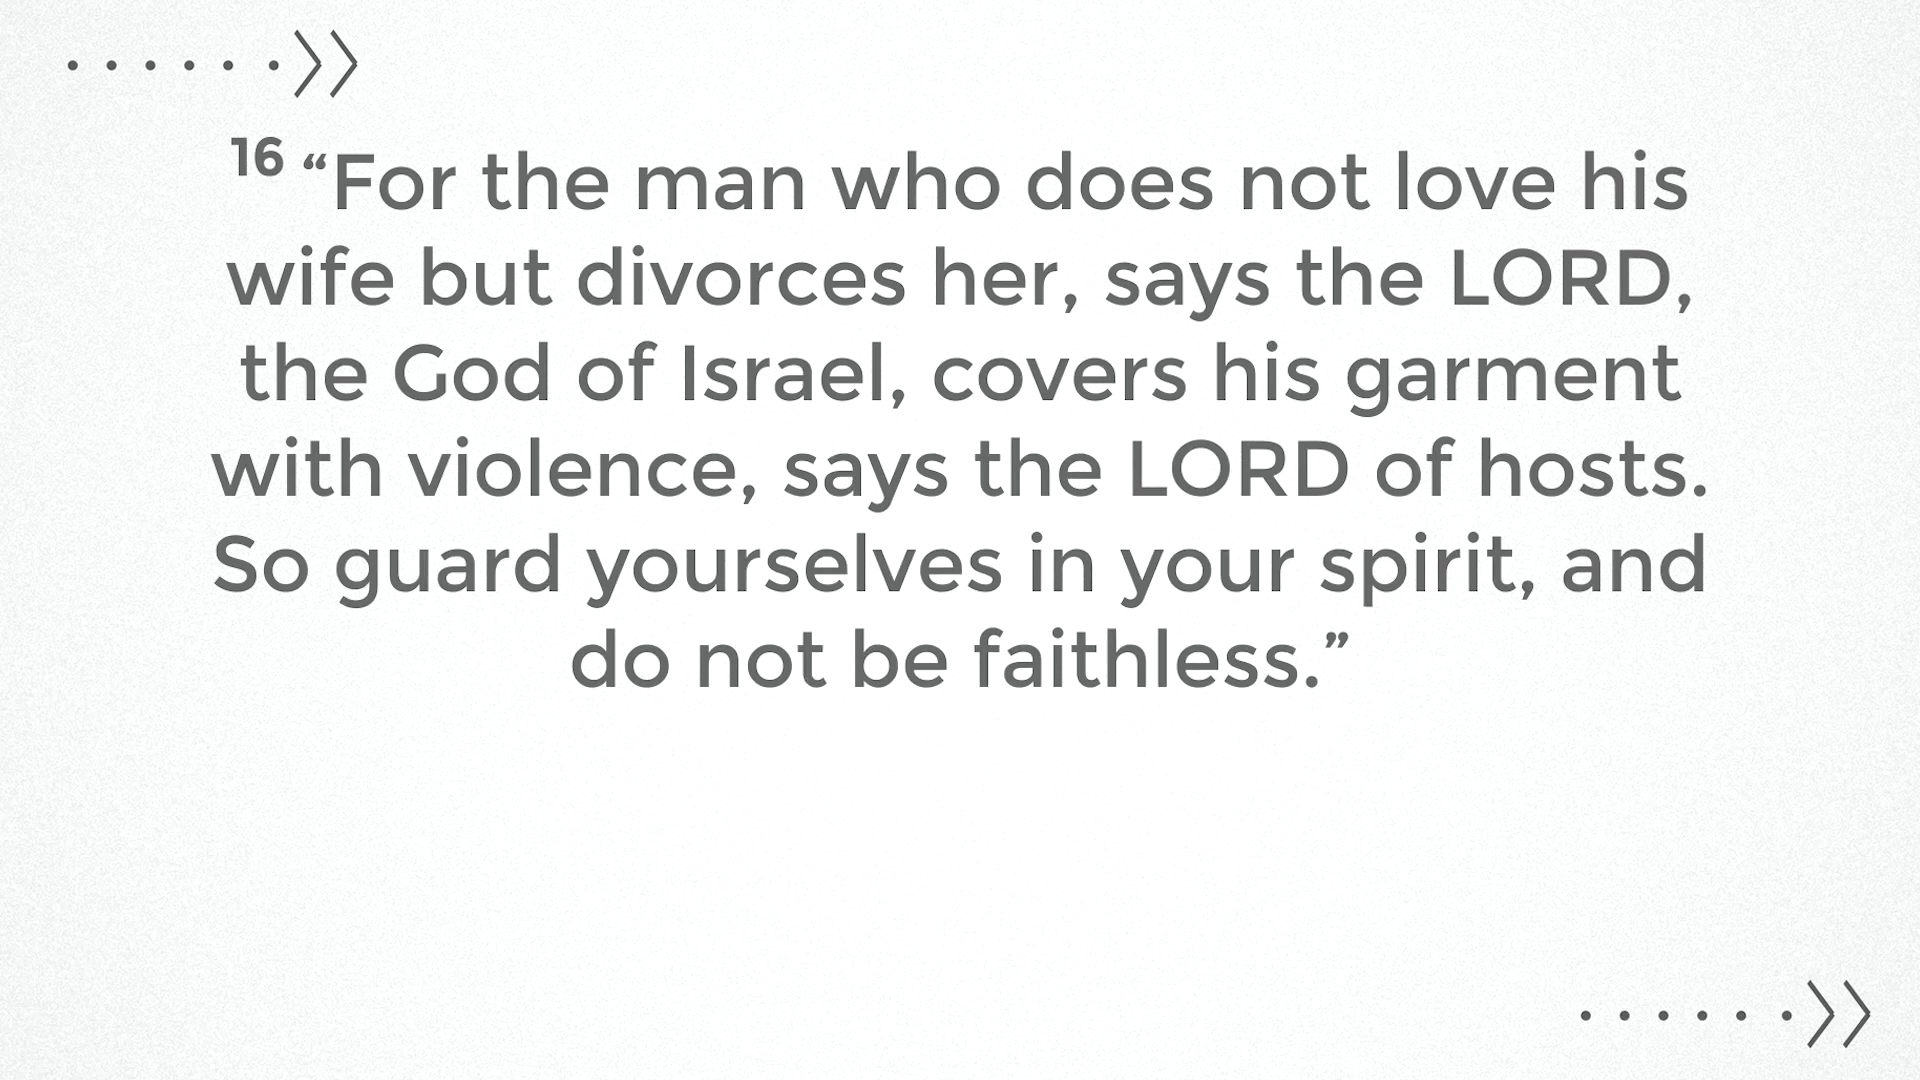 16 “For the man who does not love his
wife but divorces her, says the LORD,
the God of Israel, covers his garment
with violence, says the LORD of hosts.
So guard yourselves in your spirit, and
do not be faithless.”